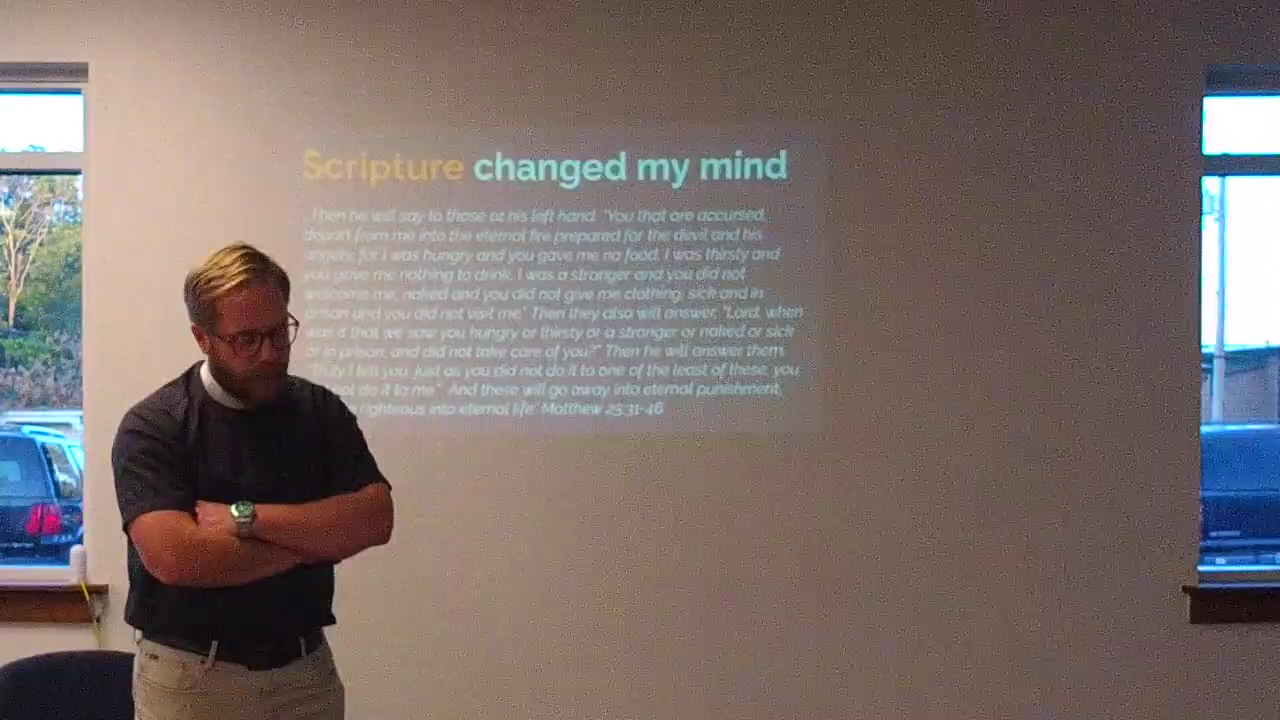 Scripture changed my mind
Then he will say to those at his left hand, "You that are accursed,
depart from me into the eternal fire prepared for the devil and his
angels; for I was hungry and you gave me no food, I was thirsty and
you gave me nothing to drink, I was a stranger and you did not
welcome me, naked and you did not give me clothing, sick and in
prison and you did not visit me." Then they also will answer, "Lord, when
was it that we saw you hungry or thirsty or a stranger or naked or sick
or in prison, and did not take care of you?" Then he will answer them,
"Truly I tell you, just as you did not do it to one of the least of these, you
not do it to me." And these will go away into eternal punishment,
righteous into eternal life." Matthew 25:31-46